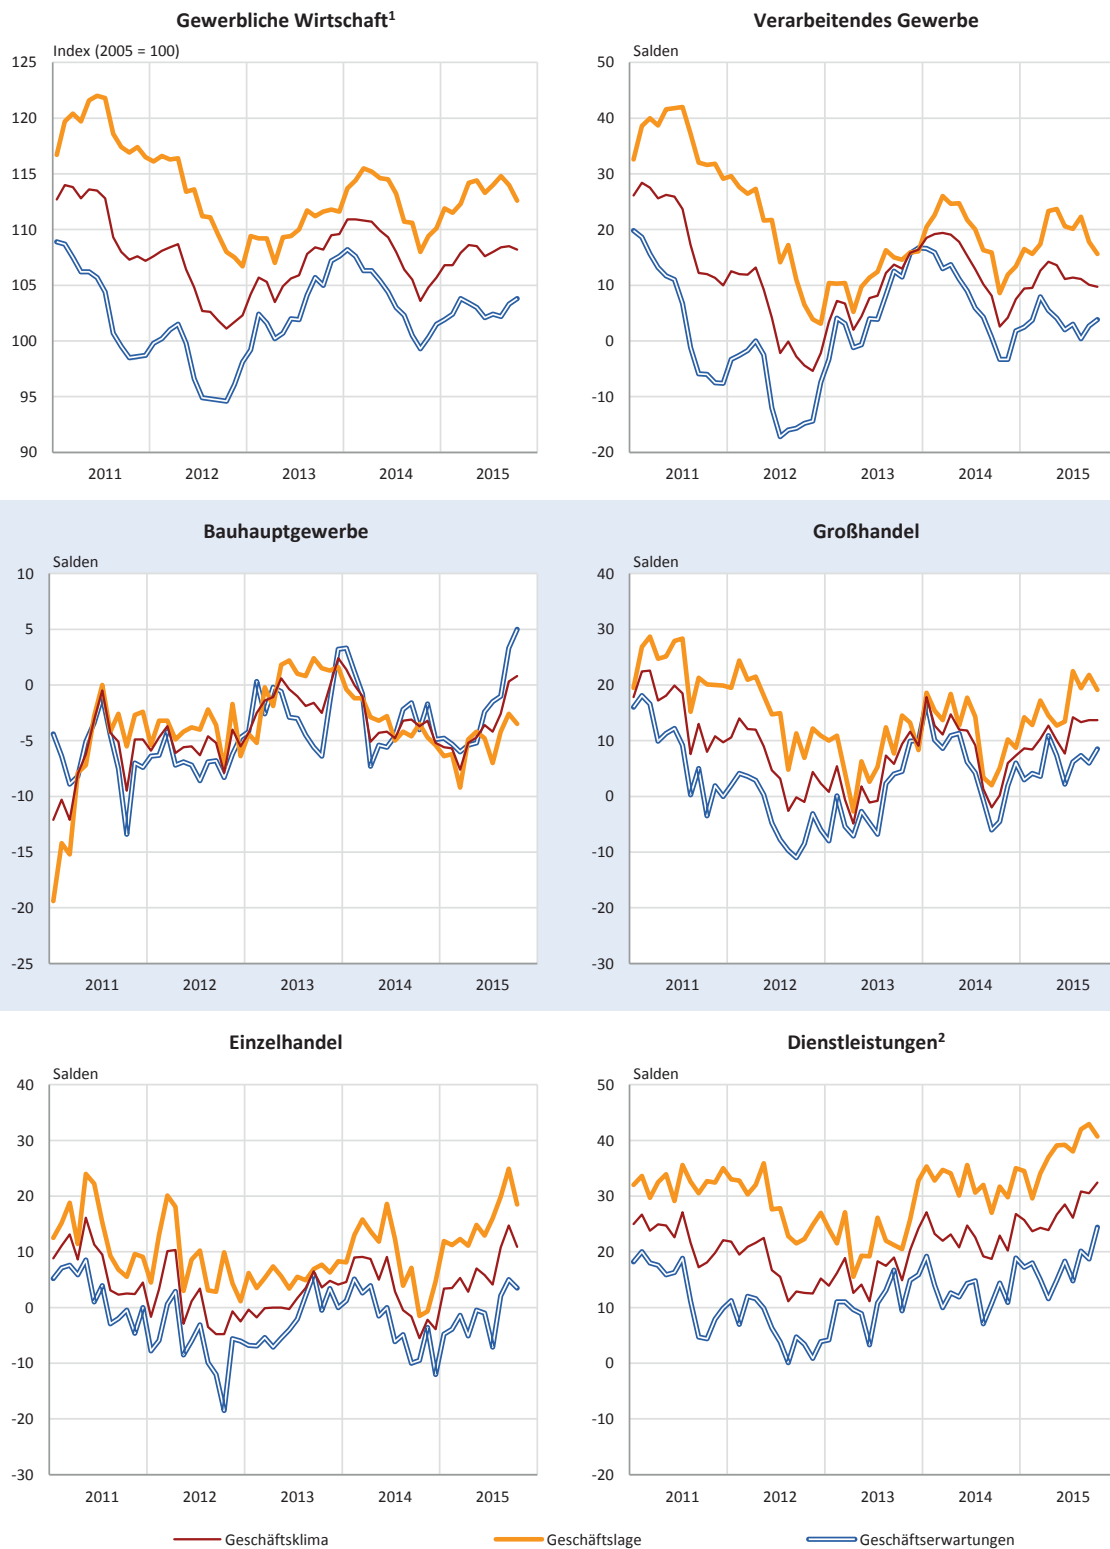 Gewerbliche Wirtschaft¹
Index (2005 = 100)
125
120
115
110
105
100
95
90
2011 2012 2013 2014 2015
Verarbeitendes Gewerbe
Salden
50
40
30
20
10
0
-10
-20
2011 2012 2013 2014 2015
Bauhauptgewerbe
Salden
10
5
0
-5
-10
-15
-20
-25
2011 2012 2013 2014 2015
Großhandel
Salden
40
30
20
10
0
-10
-20
-30
2011 2012 2013 2014 2015
Einzelhandel
Salden
40
30
20
10
0
-10
-20
-30
2011 2012 2013 2014 2015
Dienstleistungen²
Salden
50
40
30
20
10
0
-10
-20
2011 2012 2013 2014 2015
Geschäftsklima Geschäftslage Geschäftserwartungen